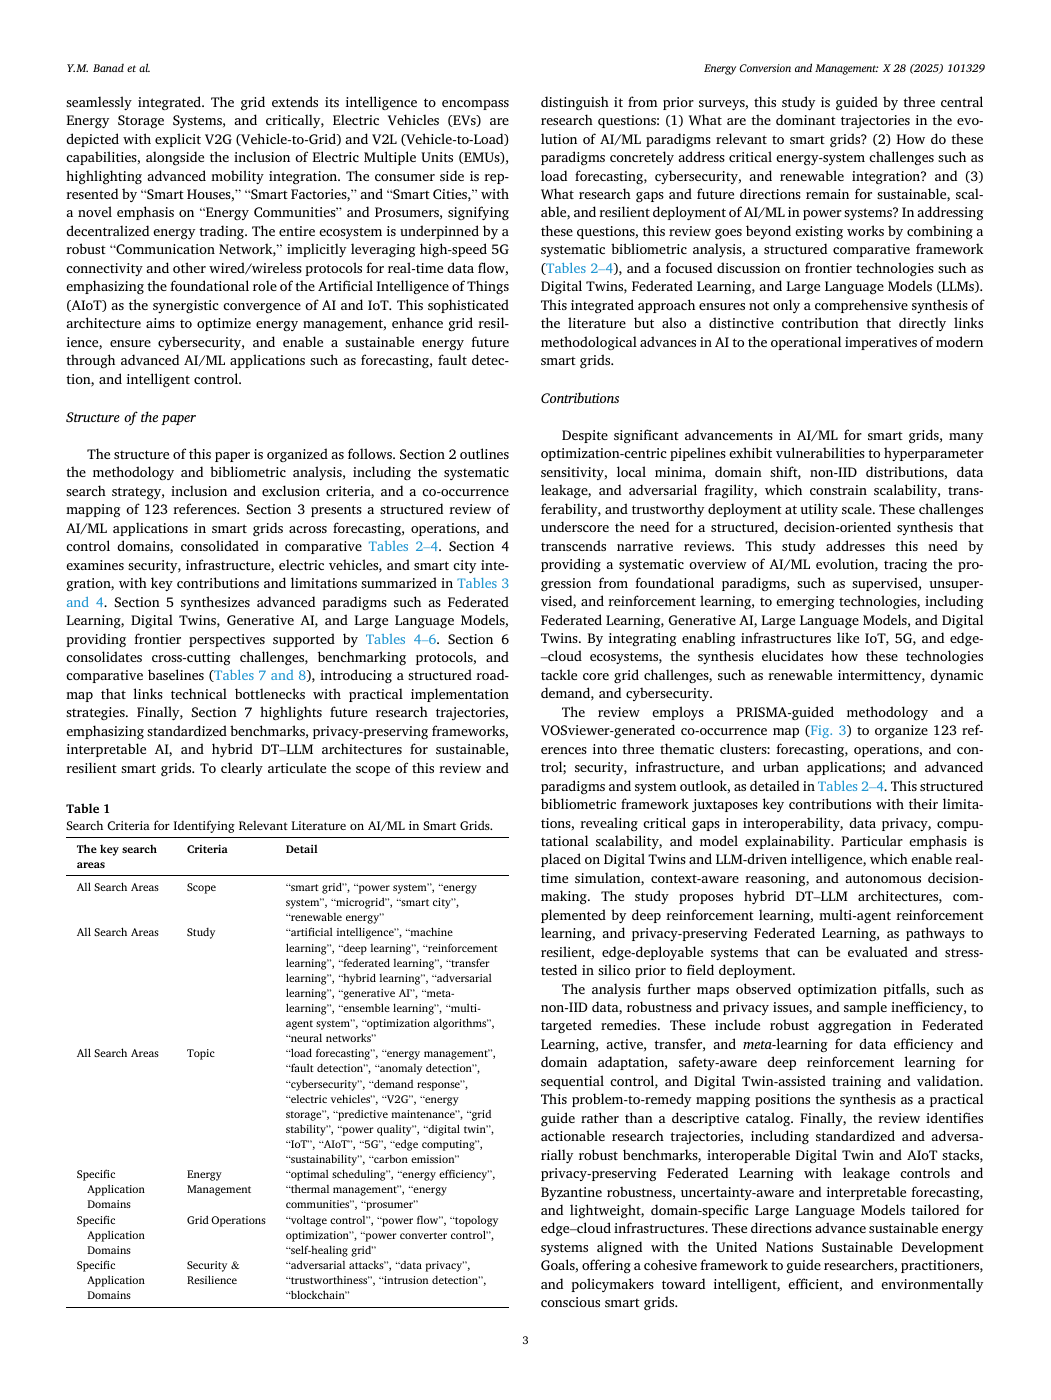 Y.M. Banad et al.
Energy Conversion and Management: X 28 (2025) 101329
seamlessly integrated. The grid extends its intelligence to encompass
Energy Storage Systems, and critically, Electric Vehicles (EVs) are
depicted with explicit V2G (Vehicle-to-Grid) and V2L (Vehicle-to-Load)
capabilities, alongside the inclusion of Electric Multiple Units (EMUs),
highlighting advanced mobility integration. The consumer side is rep-
resented by “Smart Houses,” “Smart Factories,” and “Smart Cities,” with
a novel emphasis on “Energy Communities” and Prosumers, signifying
decentralized energy trading. The entire ecosystem is underpinned by a
robust “Communication Network,” implicitly leveraging high-speed 5G
connectivity and other wired/wireless protocols for real-time data flow,
emphasizing the foundational role of the Artificial Intelligence of Things
(AIoT) as the synergistic convergence of AI and IoT. This sophisticated
architecture aims to optimize energy management, enhance grid resil-
ience, ensure cybersecurity, and enable a sustainable energy future
through advanced AI/ML applications such as forecasting, fault detec-
tion, and intelligent control.
Structure of the paper
The structure of this paper is organized as follows. Section 2 outlines
the methodology and bibliometric analysis, including the systematic
search strategy, inclusion and exclusion criteria, and a co-occurrence
mapping of 123 references. Section 3 presents a structured review of
AI/ML applications in smart grids across forecasting, operations, and
control domains, consolidated in comparative Tables 2–4. Section 4
examines security, infrastructure, electric vehicles, and smart city inte-
gration, with key contributions and limitations summarized in Tables 3
and 4. Section 5 synthesizes advanced paradigms such as Federated
Learning, Digital Twins, Generative AI, and Large Language Models,
providing frontier perspectives supported by Tables 4–6. Section 6
consolidates cross-cutting challenges, benchmarking protocols, and
comparative baselines (Tables 7 and 8), introducing a structured road-
map that links technical bottlenecks with practical implementation
strategies. Finally, Section 7 highlights future research trajectories,
emphasizing standardized benchmarks, privacy-preserving frameworks,
interpretable AI, and hybrid DT–LLM architectures for sustainable,
resilient smart grids. To clearly articulate the scope of this review and
Table 1
Search Criteria for Identifying Relevant Literature on AI/ML in Smart Grids.
The key search Criteria Detail
areas
All Search Areas Scope “smart grid”, “power system”, “energy
system”, “microgrid”, “smart city”,
“renewable energy”
All Search Areas Study “artificial intelligence”, “machine
learning”, “deep learning”, “reinforcement
learning”, “federated learning”, “transfer
learning”, “hybrid learning”, “adversarial
learning”, “generative AI”, “meta-
learning”, “ensemble learning”, “multi-
agent system”, “optimization algorithms”,
“neural networks”
All Search Areas Topic “load forecasting”, “energy management”,
“fault detection”, “anomaly detection”,
“cybersecurity”, “demand response”,
“electric vehicles”, “V2G”, “energy
storage”, “predictive maintenance”, “grid
stability”, “power quality”, “digital twin”,
“IoT”, “AIoT”, “5G”, “edge computing”,
“sustainability”, “carbon emission”
Specific Energy “optimal scheduling”, “energy efficiency”,
Application Management “thermal management”, “energy
Domains communities”, “prosumer”
Specific Grid Operations “voltage control”, “power flow”, “topology
Application optimization”, “power converter control”,
Domains “self-healing grid”
Specific Security & “adversarial attacks”, “data privacy”,
Application Resilience “trustworthiness”, “intrusion detection”,
Domains “blockchain”
distinguish it from prior surveys, this study is guided by three central
research questions: (1) What are the dominant trajectories in the evo-
lution of AI/ML paradigms relevant to smart grids? (2) How do these
paradigms concretely address critical energy-system challenges such as
load forecasting, cybersecurity, and renewable integration? and (3)
What research gaps and future directions remain for sustainable, scal-
able, and resilient deployment of AI/ML in power systems? In addressing
these questions, this review goes beyond existing works by combining a
systematic bibliometric analysis, a structured comparative framework
(Tables 2–4), and a focused discussion on frontier technologies such as
Digital Twins, Federated Learning, and Large Language Models (LLMs).
This integrated approach ensures not only a comprehensive synthesis of
the literature but also a distinctive contribution that directly links
methodological advances in AI to the operational imperatives of modern
smart grids.
Contributions
Despite significant advancements in AI/ML for smart grids, many
optimization-centric pipelines exhibit vulnerabilities to hyperparameter
sensitivity, local minima, domain shift, non-IID distributions, data
leakage, and adversarial fragility, which constrain scalability, trans-
ferability, and trustworthy deployment at utility scale. These challenges
underscore the need for a structured, decision-oriented synthesis that
transcends narrative reviews. This study addresses this need by
providing a systematic overview of AI/ML evolution, tracing the pro-
gression from foundational paradigms, such as supervised, unsuper-
vised, and reinforcement learning, to emerging technologies, including
Federated Learning, Generative AI, Large Language Models, and Digital
Twins. By integrating enabling infrastructures like IoT, 5G, and edge-
–cloud ecosystems, the synthesis elucidates how these technologies
tackle core grid challenges, such as renewable intermittency, dynamic
demand, and cybersecurity.
The review employs a PRISMA-guided methodology and a
VOSviewer-generated co-occurrence map (Fig. 3) to organize 123 ref-
erences into three thematic clusters: forecasting, operations, and con-
trol; security, infrastructure, and urban applications; and advanced
paradigms and system outlook, as detailed in Tables 2–4. This structured
bibliometric framework juxtaposes key contributions with their limita-
tions, revealing critical gaps in interoperability, data privacy, compu-
tational scalability, and model explainability. Particular emphasis is
placed on Digital Twins and LLM-driven intelligence, which enable real-
time simulation, context-aware reasoning, and autonomous decision-
making. The study proposes hybrid DT–LLM architectures, com-
plemented by deep reinforcement learning, multi-agent reinforcement
learning, and privacy-preserving Federated Learning, as pathways to
resilient, edge-deployable systems that can be evaluated and stress-
tested in silico prior to field deployment.
The analysis further maps observed optimization pitfalls, such as
non-IID data, robustness and privacy issues, and sample inefficiency, to
targeted remedies. These include robust aggregation in Federated
Learning, active, transfer, and meta-learning for data efficiency and
domain adaptation, safety-aware deep reinforcement learning for
sequential control, and Digital Twin-assisted training and validation.
This problem-to-remedy mapping positions the synthesis as a practical
guide rather than a descriptive catalog. Finally, the review identifies
actionable research trajectories, including standardized and adversa-
rially robust benchmarks, interoperable Digital Twin and AIoT stacks,
privacy-preserving Federated Learning with leakage controls and
Byzantine robustness, uncertainty-aware and interpretable forecasting,
and lightweight, domain-specific Large Language Models tailored for
edge–cloud infrastructures. These directions advance sustainable energy
systems aligned with the United Nations Sustainable Development
Goals, offering a cohesive framework to guide researchers, practitioners,
and policymakers toward intelligent, efficient, and environmentally
conscious smart grids.
3